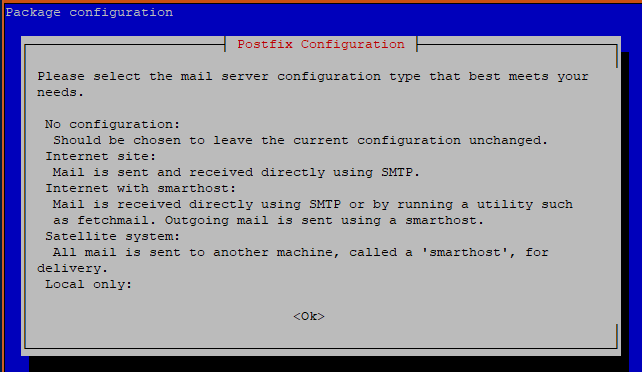 Package configuration
Postfix Configuration
Please select the mail server configuration type that best meets your
needs.
No configuration:
Should be chosen to leave the current configuration unchanged.
Internet site:
Mail is sent and received directly using SMTP.
Internet with smarthost:
Mail is received directly using SMTP or by running a utility such
as fetchmail. Outgoing mail is sent using a smarthost.
Satellite system:
All mail is sent to another machine, called a 'smarthost', for
delivery.
Local only:
<Ok>